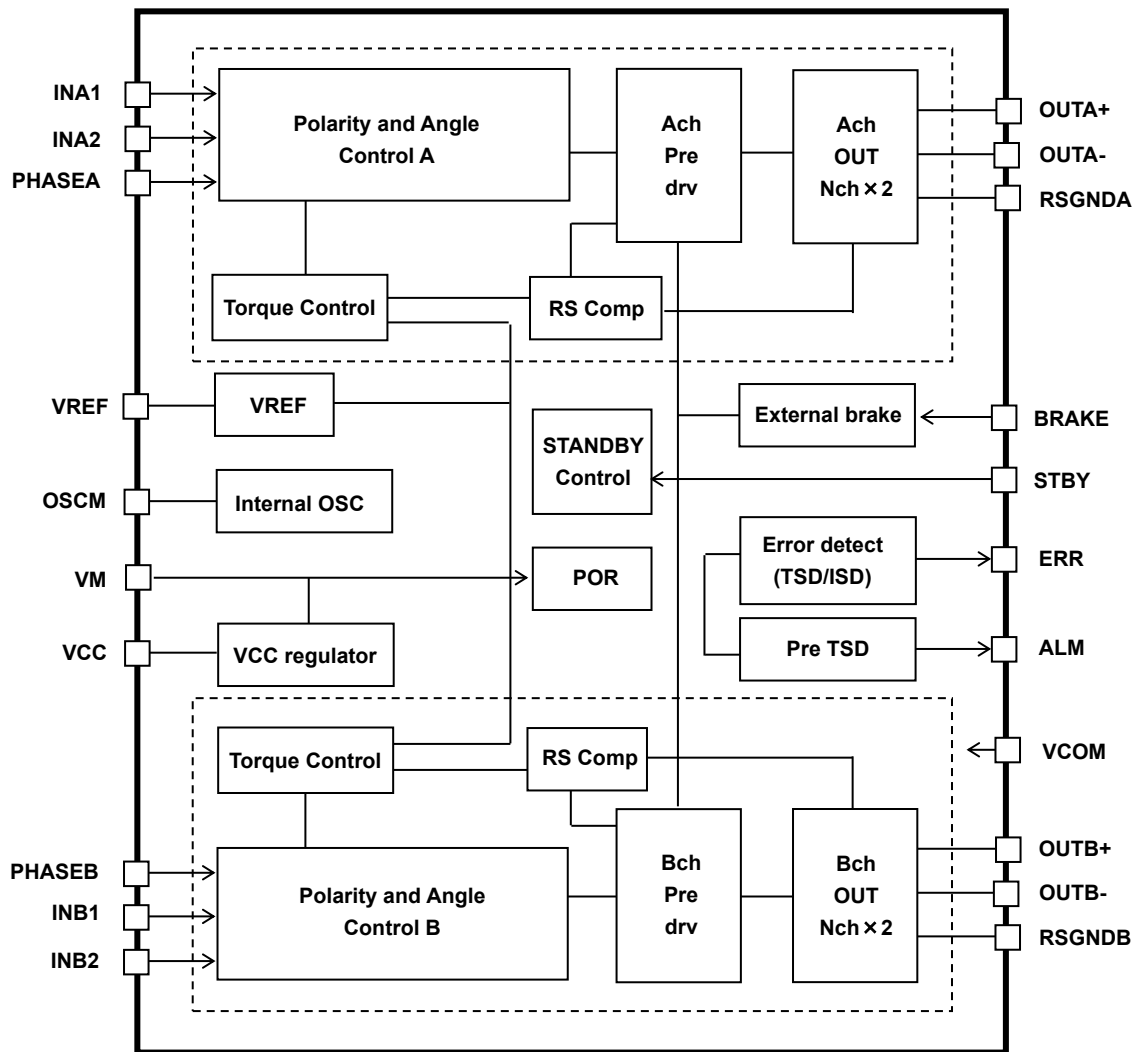 INA1
INA2
PHASEA
Polarity and Angle
Control A
Ach
Pre
drv
Ach
OUT
Nch×2
OUTA+
OUTA-
RSGNDA
Torque Control
RS Comp
VREF
VREF
External brake
BRAKE
STANDBY
Control
STBY
OSCM
Internal OSC
Error detect
(TSD/ISD)
ERR
VM
POR
VCC
VCC regulator
Pre TSD
ALM
Torque Control
RS Comp
VCOM
PHASEB
INB1
INB2
Polarity and Angle
Control B
Bch
Pre
drv
Bch
OUT
Nch×2
OUTB+
OUTB-
RSGNDB